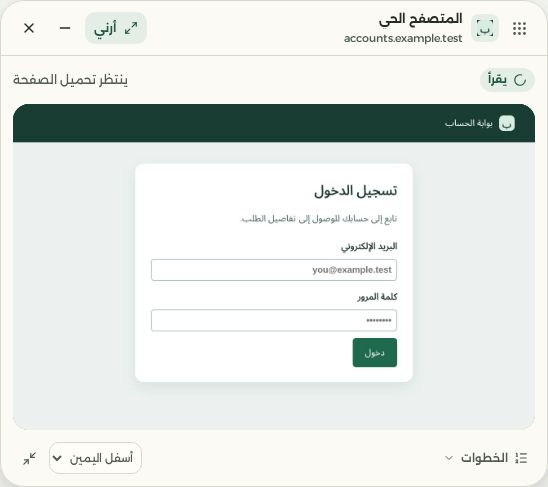 المتصفح الحي
accounts.example.test
أرني
يقرأ
ينتظر تحميل الصفحة
ب
بوابة الحساب
تسجيل الدخول
تابع إلى حسابك للوصول إلى تفاصيل الطلب.
البريد الإلكتروني
you@example.test
كلمة المرور
••••••••
دخول
الخطوات
أسفل اليمين